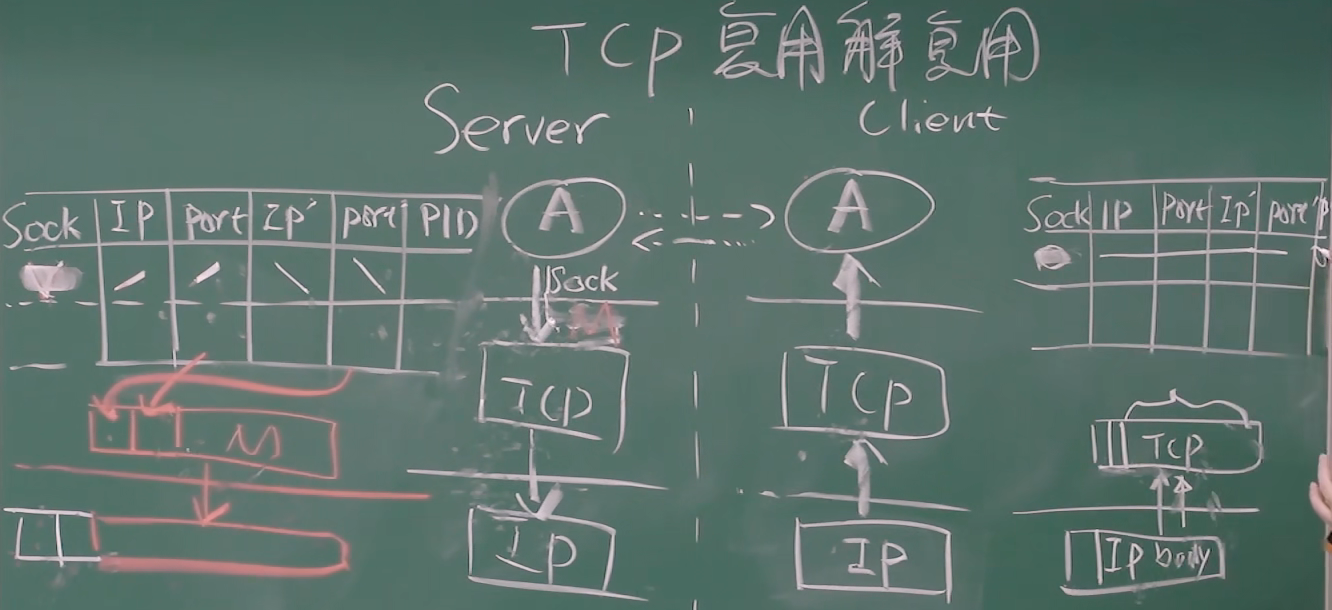 TCP 复用解复用
Server
Client
Sock IP Port IP' port' PID
A
A
Sock IP Port IP' port' P
Sock
M
TCP
TCP
M
TCP
IP
IP
IP body